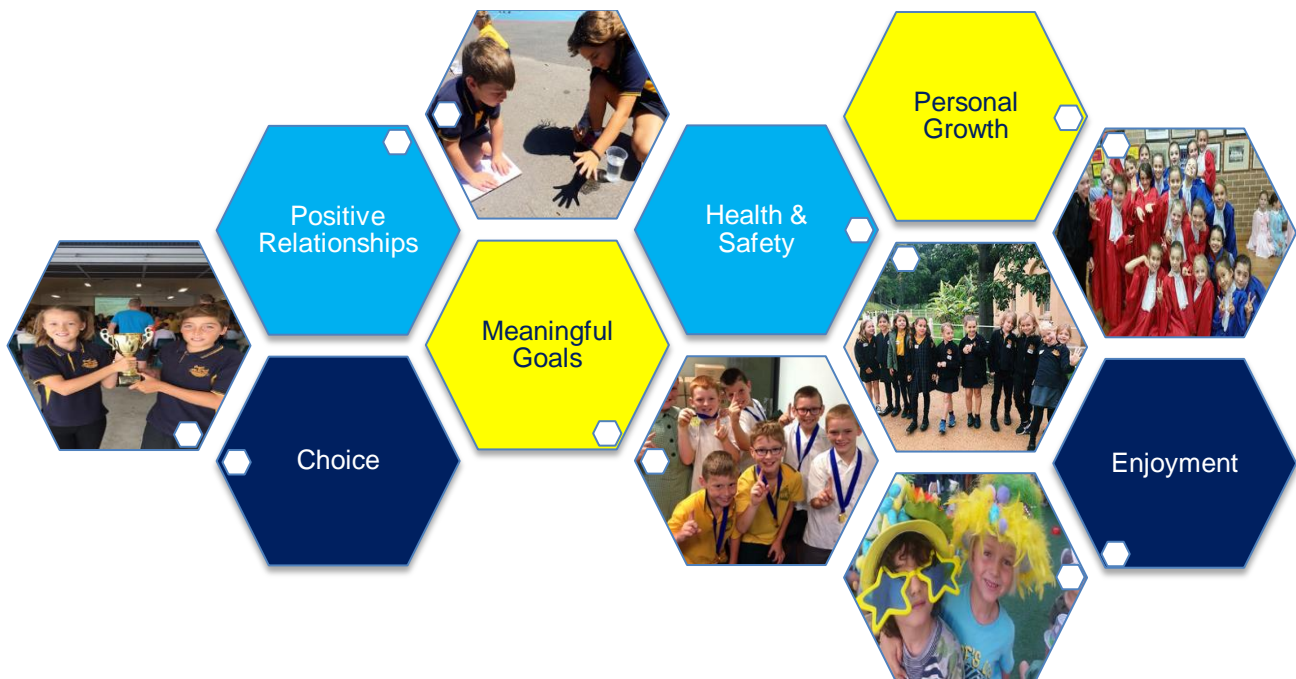 Personal
Growth
Positive
Relationships
Health &
Safety
Meaningful
Goals
Choice
Enjoyment